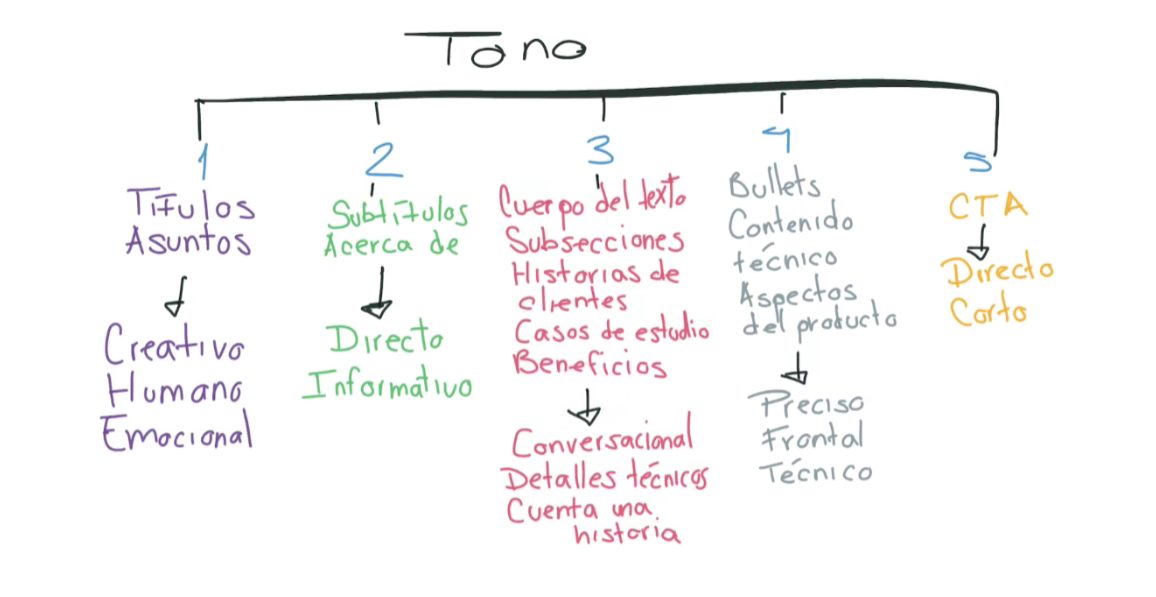 Tono
1
Títulos
Asuntos
Creativo
Humano
Emocional
2
Subtítulos
Acerca de
Directo
Informativo
3
Cuerpo del texto
Subsecciones
Historias de
clientes
Casos de estudio
Beneficios
Conversacional
Detalles técnicos
Cuenta una
historia
4
Bullets
Contenido
técnico
Aspectos
del producto
Preciso
Frontal
Técnico
5
CTA
Directo
Corto